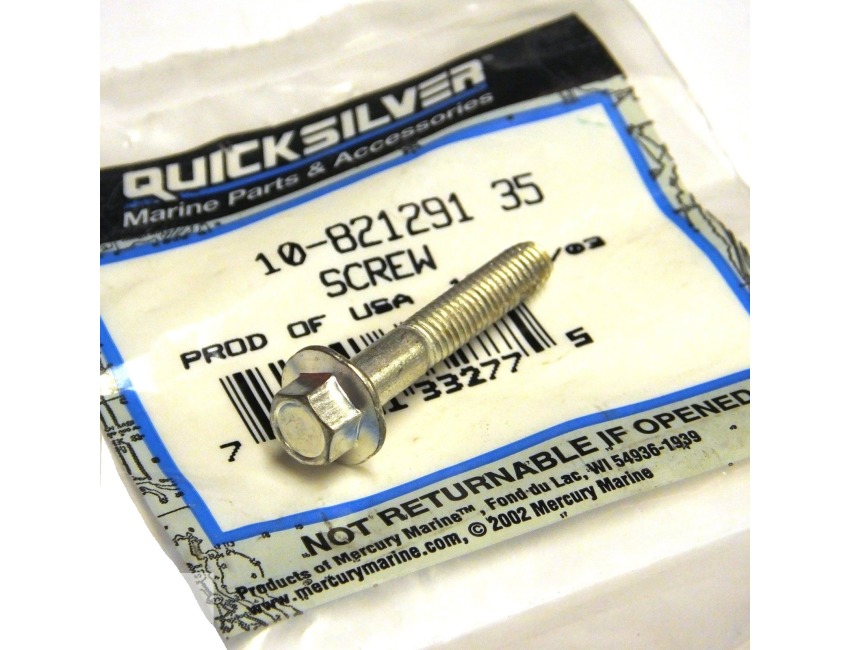 QUICKSILVER
Marine Parts & Accessories
10-821291 35
SCREW
PROD OF USA /03
7 33277 5
NOT RETURNABLE IF OPENED
Products of Mercury Marine™, Fond du Lac, WI 54936-1939
www.mercurymarine.com, © 2002 Mercury Marine